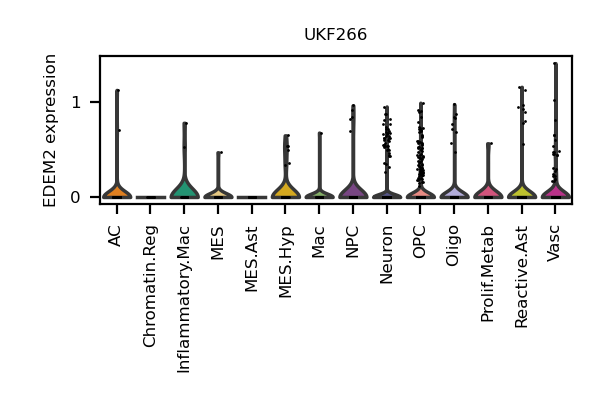 UKF266
EDEM2 expression
1
0
AC
Chromatin.Reg
Inflammatory.Mac
MES
MES.Ast
MES.Hyp
Mac
NPC
Neuron
OPC
Oligo
Prolif.Metab
Reactive.Ast
Vasc